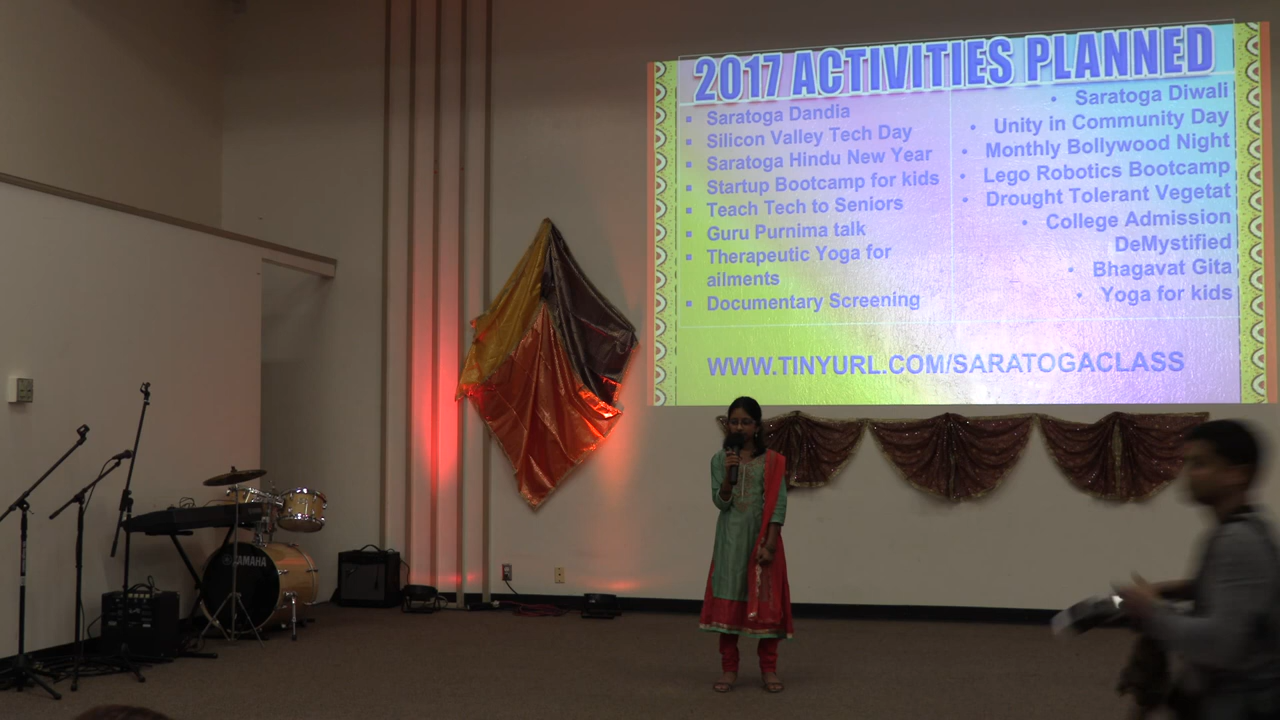 2017 ACTIVITIES PLANNED
▪ Saratoga Dandia
▪ Silicon Valley Tech Day
▪ Saratoga Hindu New Year
▪ Startup Bootcamp for kids
▪ Teach Tech to Seniors
▪ Guru Purnima talk
▪ Therapeutic Yoga for
ailments
▪ Documentary Screening
• Saratoga Diwali
• Unity in Community Day
• Monthly Bollywood Night
• Lego Robotics Bootcamp
• Drought Tolerant Vegetat
• College Admission
DeMystified
• Bhagavat Gita
• Yoga for kids
WWW.TINYURL.COM/SARATOGACLASS
YAMAHA